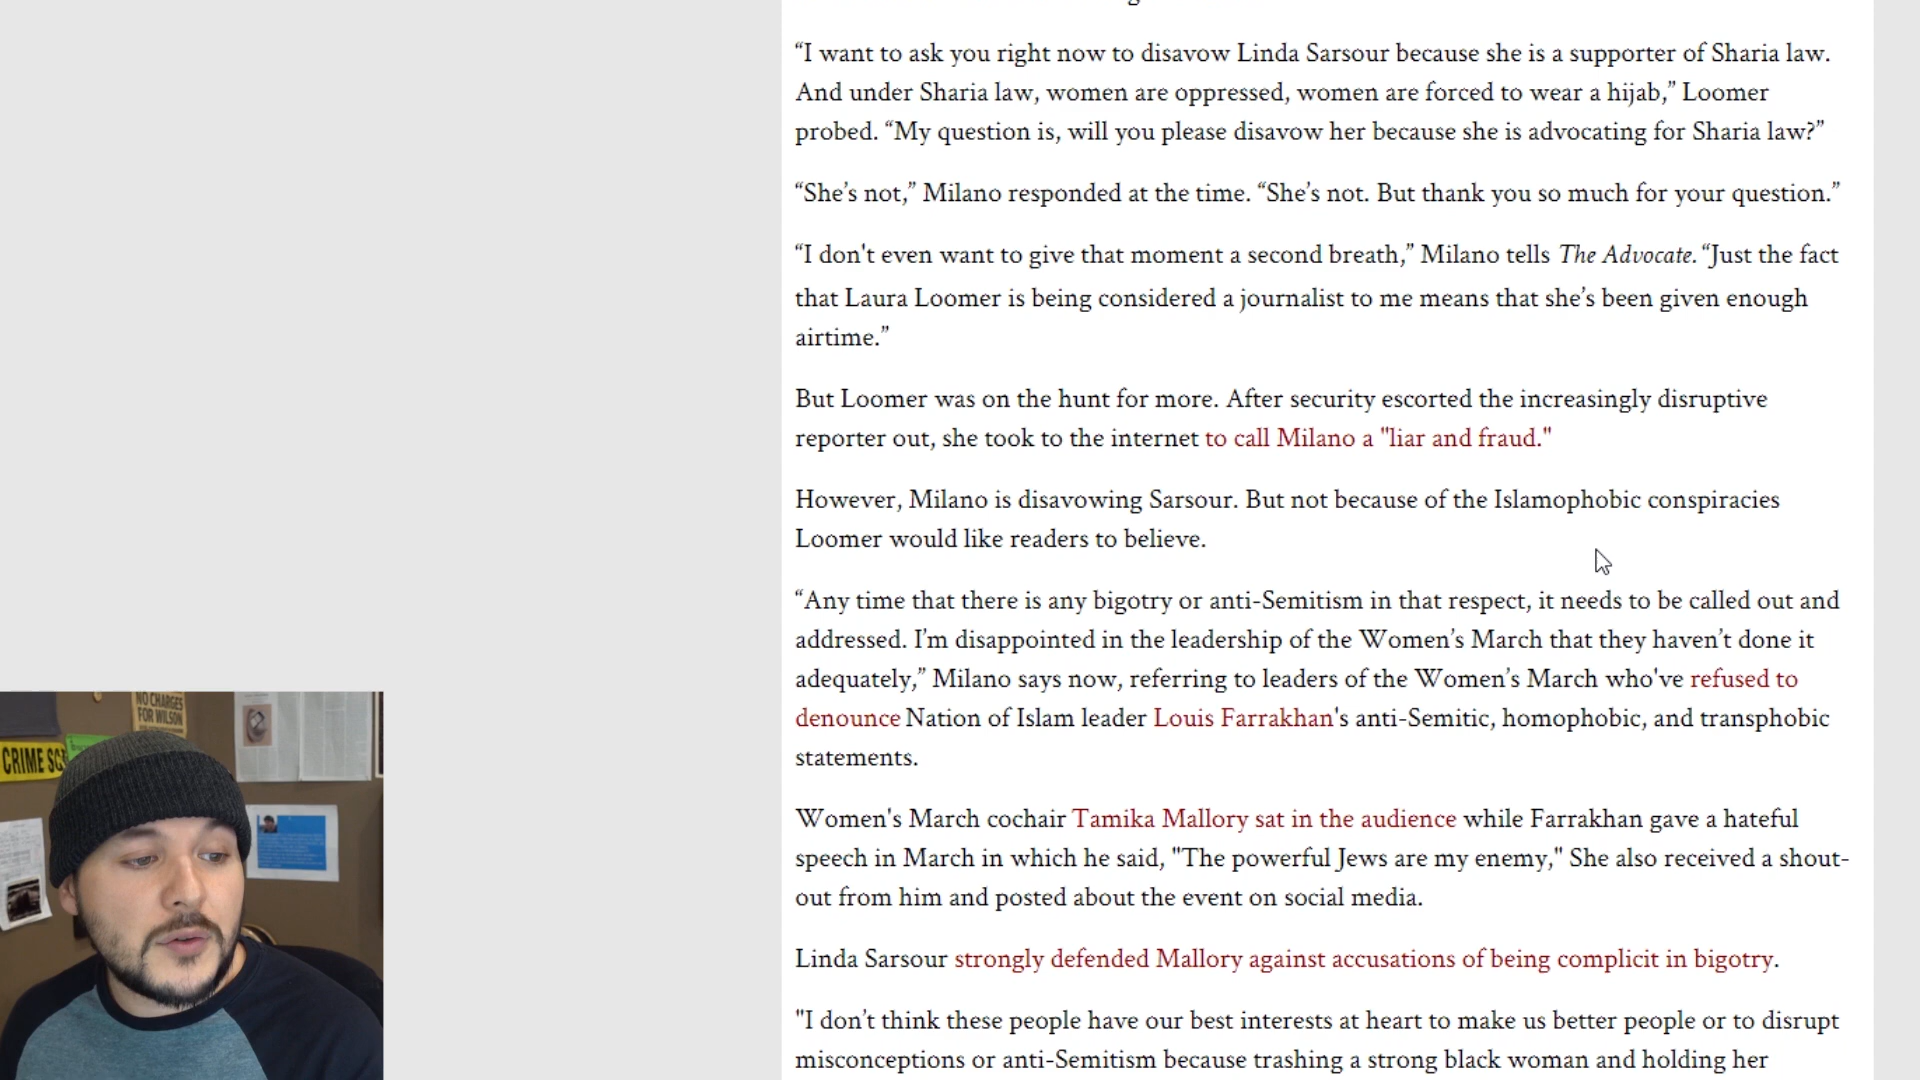 “I want to ask you right now to disavow Linda Sarsour because she is a supporter of Sharia law.
And under Sharia law, women are oppressed, women are forced to wear a hijab,” Loomer
probed. “My question is, will you please disavow her because she is advocating for Sharia law?”
“She’s not,” Milano responded at the time. “She’s not. But thank you so much for your question.”
“I don't even want to give that moment a second breath,” Milano tells The Advocate. “Just the fact
that Laura Loomer is being considered a journalist to me means that she’s been given enough
airtime.”
But Loomer was on the hunt for more. After security escorted the increasingly disruptive
reporter out, she took to the internet to call Milano a "liar and fraud."
However, Milano is disavowing Sarsour. But not because of the Islamophobic conspiracies
Loomer would like readers to believe.
“Any time that there is any bigotry or anti-Semitism in that respect, it needs to be called out and
addressed. I’m disappointed in the leadership of the Women’s March that they haven’t done it
adequately,” Milano says now, referring to leaders of the Women’s March who've refused to
denounce Nation of Islam leader Louis Farrakhan's anti-Semitic, homophobic, and transphobic
statements.
Women's March cochair Tamika Mallory sat in the audience while Farrakhan gave a hateful
speech in March in which he said, "The powerful Jews are my enemy," She also received a shout-
out from him and posted about the event on social media.
Linda Sarsour strongly defended Mallory against accusations of being complicit in bigotry.
"I don’t think these people have our best interests at heart to make us better people or to disrupt
misconceptions or anti-Semitism because trashing a strong black woman and holding her
NO CHARGES
FOR WILSON
CRIME SC